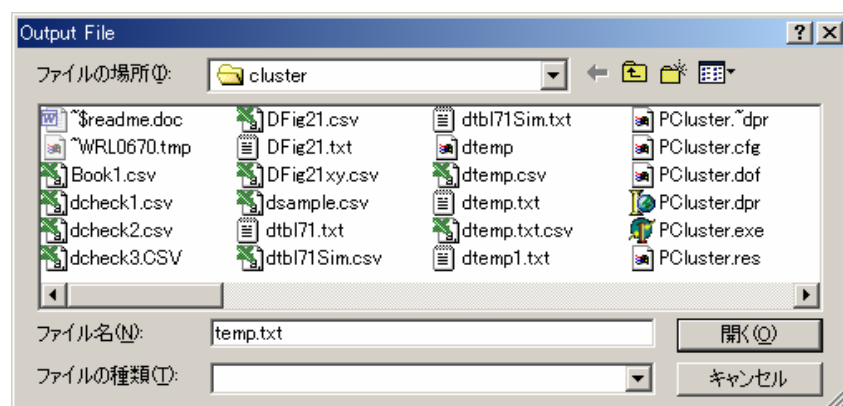 Output File
ファイルの場所(I):
cluster
~$readme.doc
~WRL0670.tmp
Book1.csv
dcheck1.csv
dcheck2.csv
dcheck3.CSV
DFig21.csv
DFig21.txt
DFig21xy.csv
dsample.csv
dtbl71.txt
dtbl71Sim.csv
dtbl71Sim.txt
dtemp
dtemp.csv
dtemp.txt
dtemp.txt.csv
dtemp1.txt
PCluster.~dpr
PCluster.cfg
PCluster.dof
PCluster.dpr
PCluster.exe
PCluster.res
ファイル名(N):
temp.txt
開く(O)
ファイルの種類(T):
キャンセル